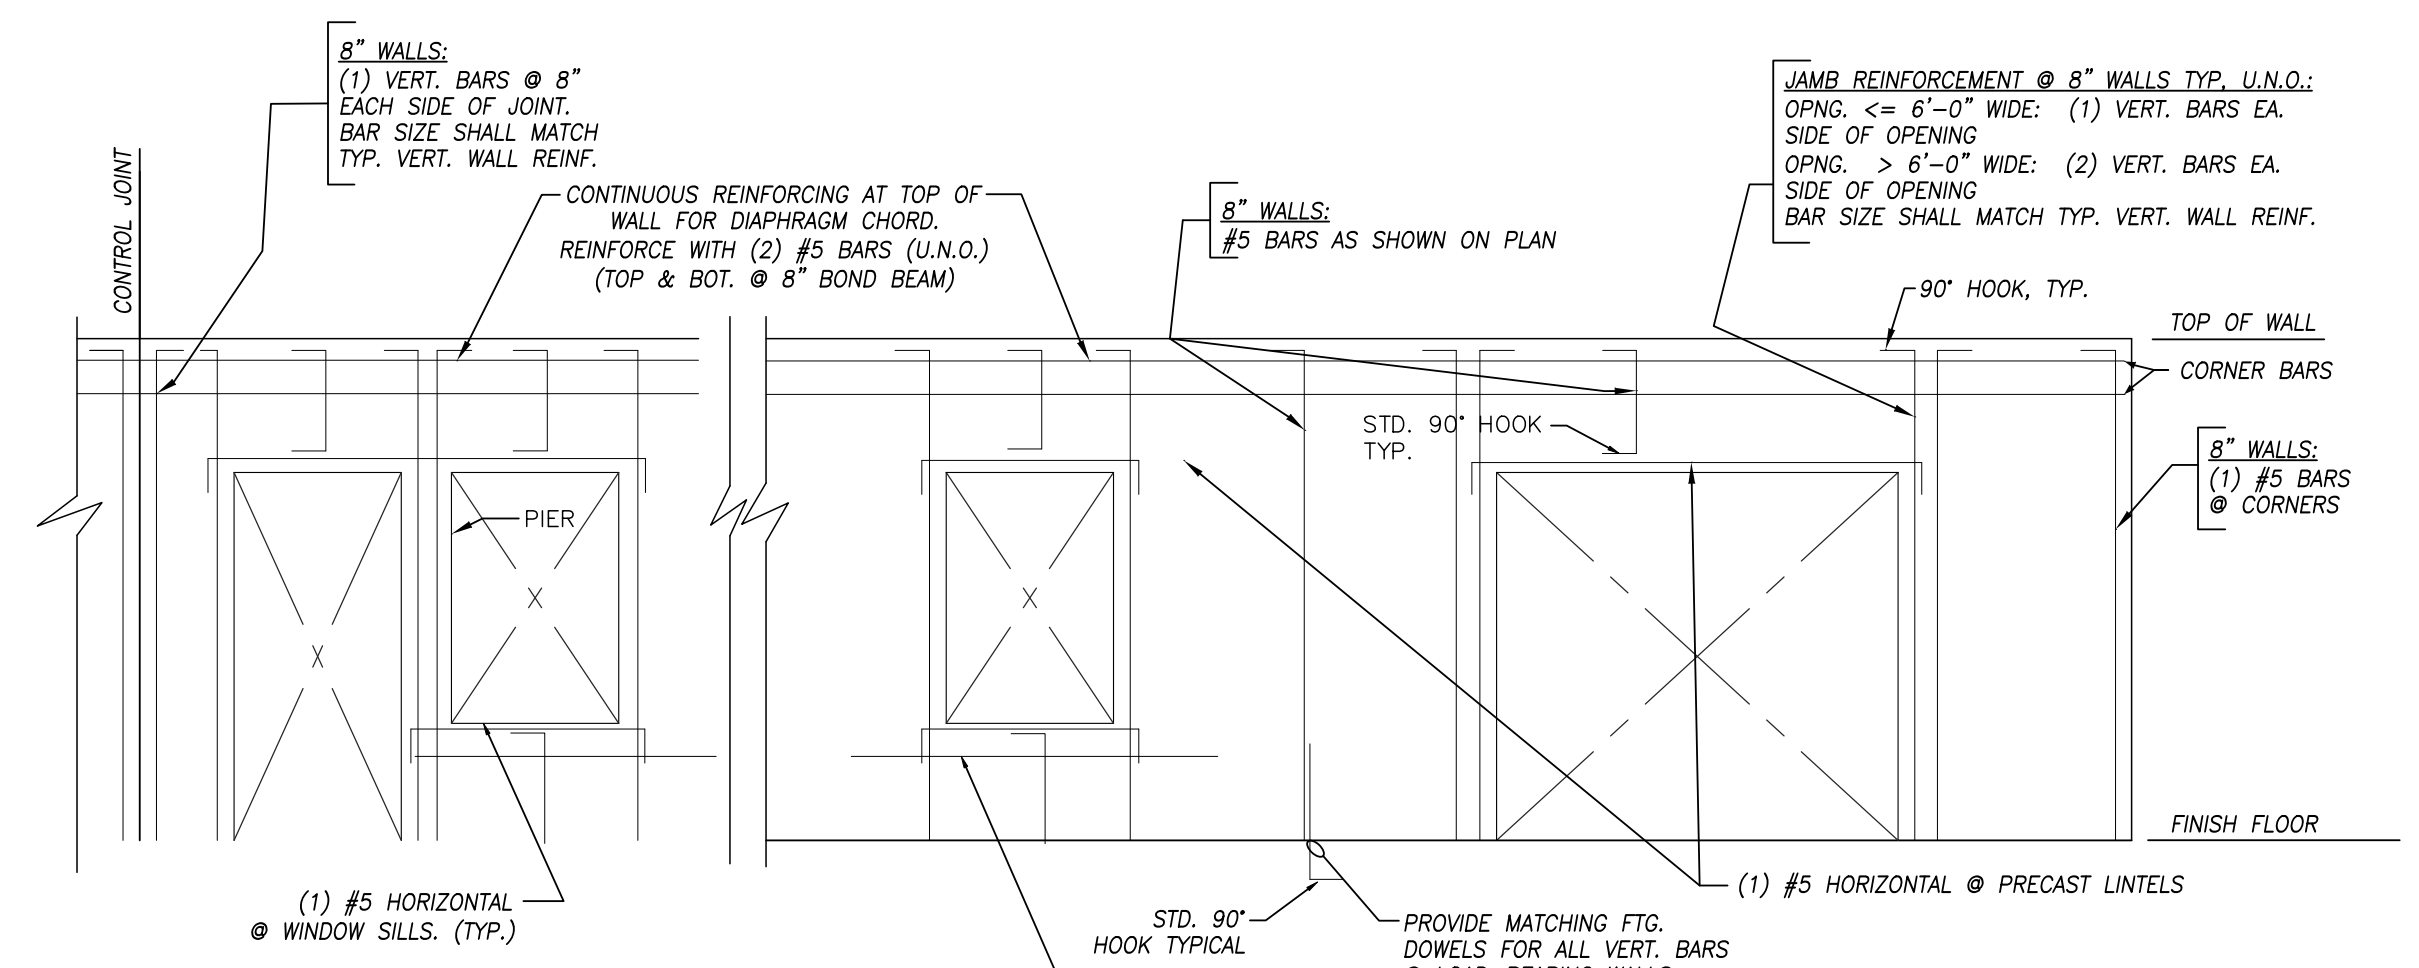 8" WALLS:
(1) VERT. BARS @ 8"
EACH SIDE OF JOINT.
BAR SIZE SHALL MATCH
TYP. VERT. WALL REINF.
CONTROL JOINT
CONTINUOUS REINFORCING AT TOP OF
WALL FOR DIAPHRAGM CHORD.
REINFORCE WITH (2) #5 BARS (U.N.O.)
(TOP & BOT. @ 8" BOND BEAM)
8" WALLS:
#5 BARS AS SHOWN ON PLAN
JAMB REINFORCEMENT @ 8" WALLS TYP, U.N.O.:
OPNG. <= 6'-0" WIDE: (1) VERT. BARS EA.
SIDE OF OPENING
OPNG. > 6'-0" WIDE: (2) VERT. BARS EA.
SIDE OF OPENING
BAR SIZE SHALL MATCH TYP. VERT. WALL REINF.
90° HOOK, TYP.
TOP OF WALL
CORNER BARS
STD. 90° HOOK
TYP.
8" WALLS:
(1) #5 BARS
@ CORNERS
PIER
FINISH FLOOR
(1) #5 HORIZONTAL
@ WINDOW SILLS. (TYP.)
(1) #5 HORIZONTAL @ PRECAST LINTELS
STD. 90°
HOOK TYPICAL
PROVIDE MATCHING FTG.
DOWELS FOR ALL VERT. BARS